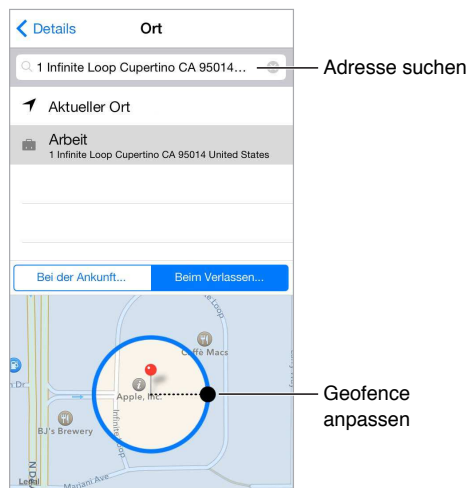 Details
Ort
1 Infinite Loop Cupertino CA 95014…
Adresse suchen
Aktueller Ort
Arbeit
1 Infinite Loop Cupertino CA 95014 United States
Bei der Ankunft...
Beim Verlassen...
Loop
Caffè Macs
Apple, Inc.
Geofence
anpassen
BJ's Brewery
Infinite Loop
Mariani Ave
Legal